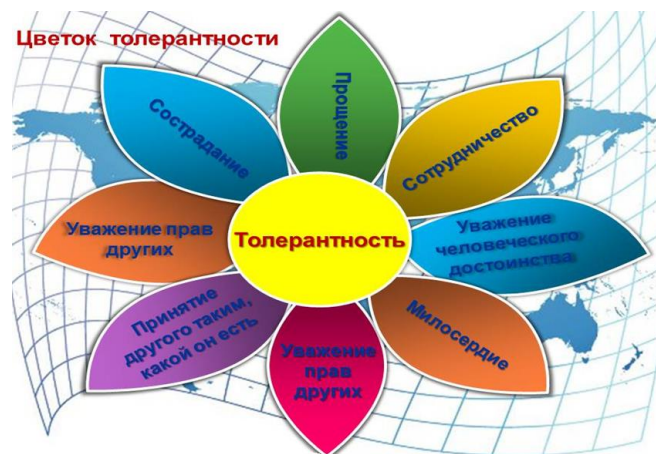 Цветок толерантности
Прощение
Сострадание
Сотрудничество
Уважение прав
других
Толерантность
Уважение
человеческого
достоинства
Принятие
другого таким,
какой он есть
Уважение
прав
других
Милосердие